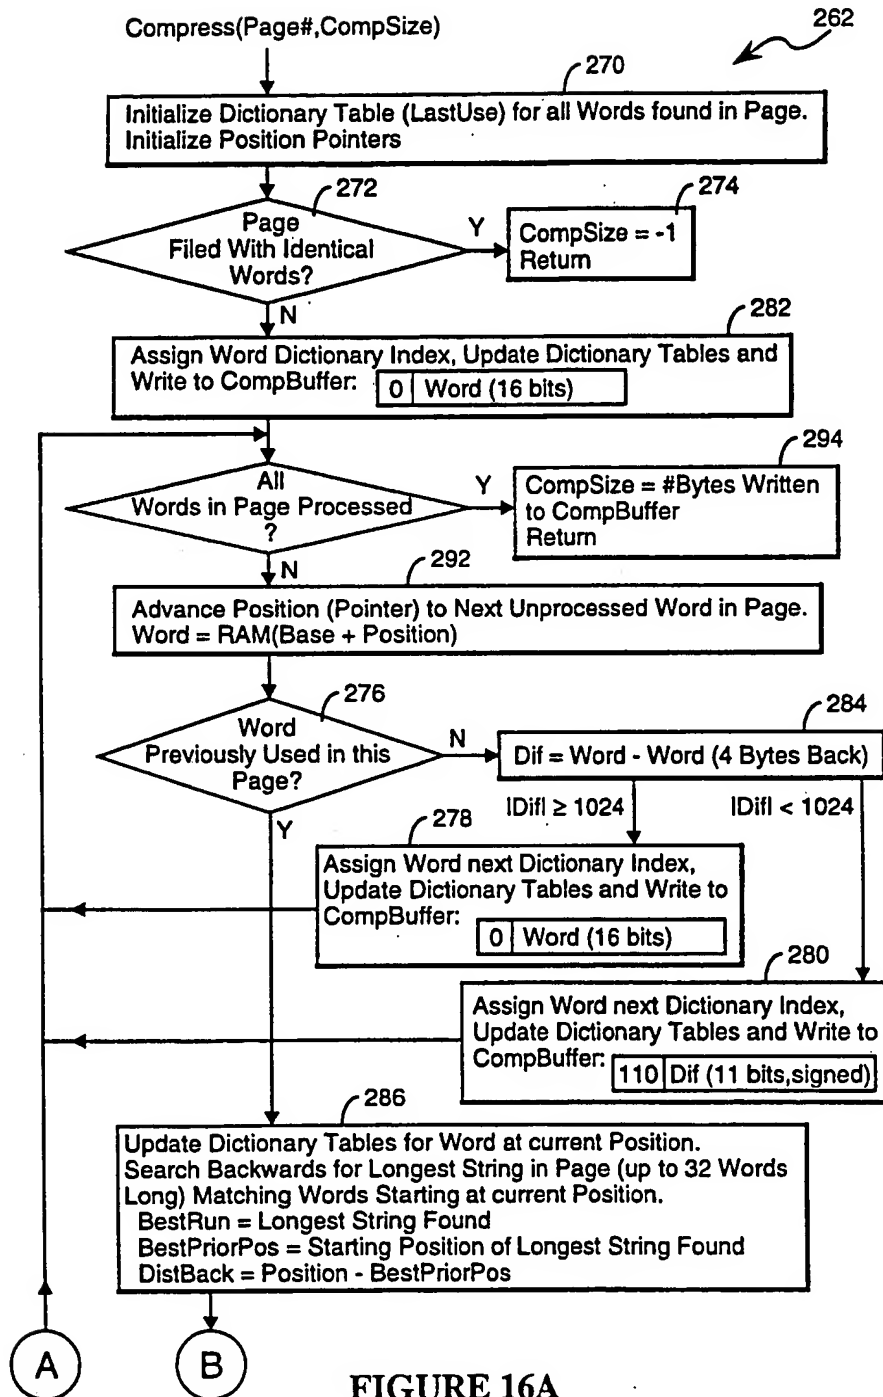 Compress(Page#,CompSize)
262
270
Initialize Dictionary Table (LastUse) for all Words found in Page.
Initialize Position Pointers
272
Page
Filed With Identical
Words?
Y
N
274
CompSize = -1
Return
282
Assign Word Dictionary Index, Update Dictionary Tables and
Write to CompBuffer: 0 Word (16 bits)
All
Words in Page Processed
?
Y
N
294
CompSize = #Bytes Written
to CompBuffer
Return
292
Advance Position (Pointer) to Next Unprocessed Word in Page.
Word = RAM(Base + Position)
276
Word
Previously Used in this
Page?
N
Y
284
Dif = Word - Word (4 Bytes Back)
|Dif| ≥ 1024
|Dif| < 1024
278
Assign Word next Dictionary Index,
Update Dictionary Tables and Write to
CompBuffer:
0 Word (16 bits)
280
Assign Word next Dictionary Index,
Update Dictionary Tables and Write to
CompBuffer: 110 Dif (11 bits,signed)
286
Update Dictionary Tables for Word at current Position.
Search Backwards for Longest String in Page (up to 32 Words
Long) Matching Words Starting at current Position.
BestRun = Longest String Found
BestPriorPos = Starting Position of Longest String Found
DistBack = Position - BestPriorPos
A
B
FIGURE 16A